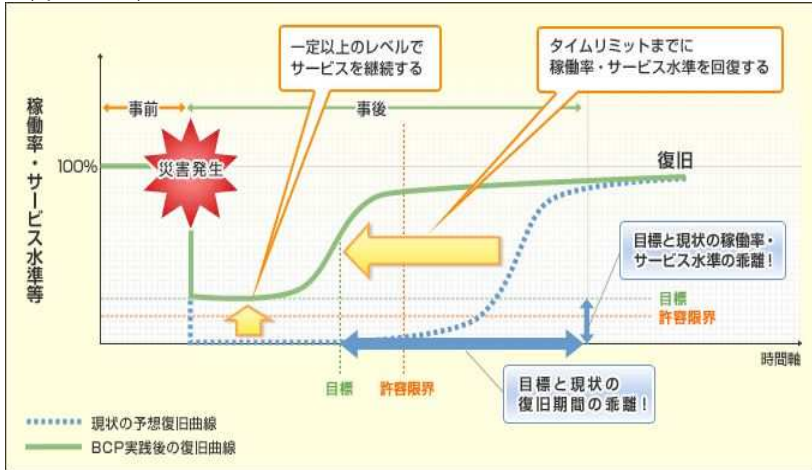 一定以上のレベルで
サービスを継続する
タイムリミットまでに
稼働率・サービス水準を回復する
事前
事後
稼働率・サービス水準等
100%
災害発生
復旧
目標と現状の稼働率・
サービス水準の乖離!
目標
許容限界
時間軸
目標
許容限界
目標と現状の
復旧期間の乖離!
現状の予想復旧曲線
BCP実践後の復旧曲線